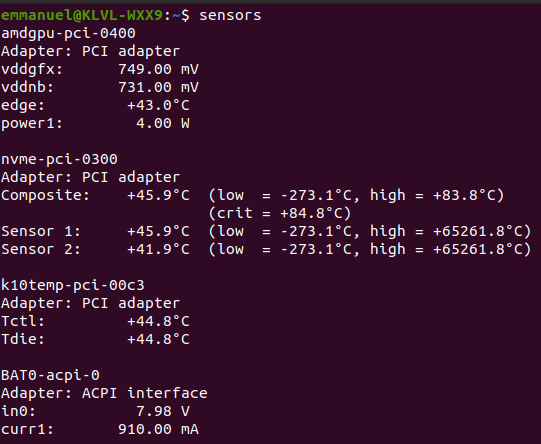 emmanuel@KLVL-WXX9:~$ sensors
amdgpu-pci-0400
Adapter: PCI adapter
vddgfx:      749.00 mV
vddnb:       731.00 mV
edge:         +43.0°C
power1:        4.00 W

nvme-pci-0300
Adapter: PCI adapter
Composite:    +45.9°C  (low  = -273.1°C, high = +83.8°C)
                       (crit = +84.8°C)
Sensor 1:     +45.9°C  (low  = -273.1°C, high = +65261.8°C)
Sensor 2:     +41.9°C  (low  = -273.1°C, high = +65261.8°C)

k10temp-pci-00c3
Adapter: PCI adapter
Tctl:         +44.8°C
Tdie:         +44.8°C

BAT0-acpi-0
Adapter: ACPI interface
in0:           7.98 V
curr1:       910.00 mA